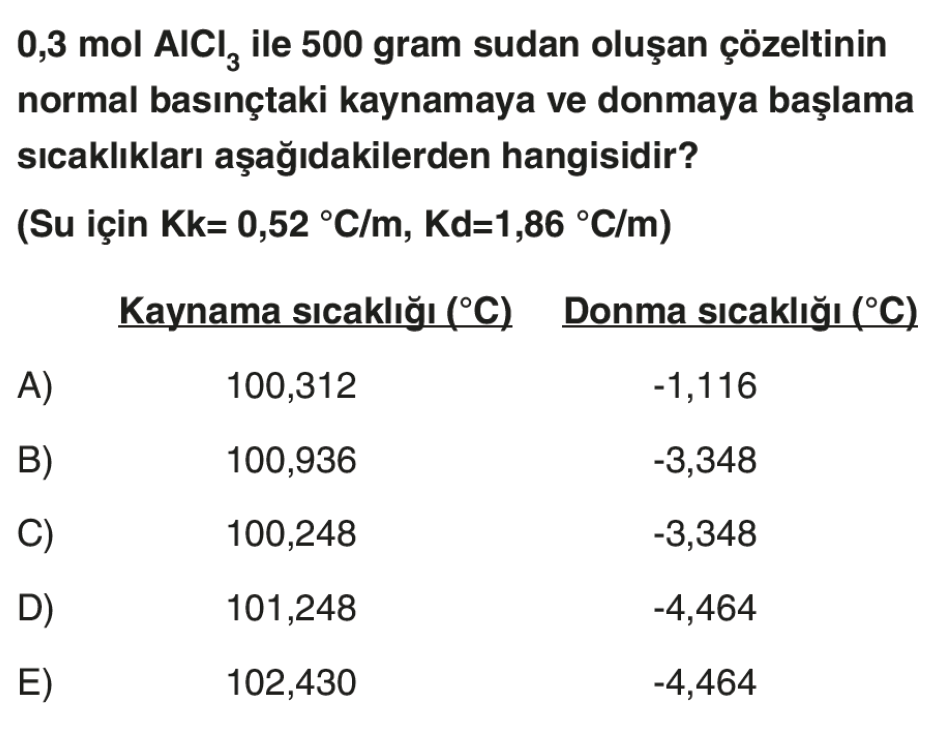 0,3 mol AlCl₃ ile 500 gram sudan oluşan çözeltinin
normal basınçtaki kaynamaya ve donmaya başlama
sıcaklıkları aşağıdakilerden hangisidir?
(Su için Kk= 0,52 °C/m, Kd=1,86 °C/m)
Kaynama sıcaklığı (°C) Donma sıcaklığı (°C)
A) 100,312 -1,116
B) 100,936 -3,348
C) 100,248 -3,348
D) 101,248 -4,464
E) 102,430 -4,464